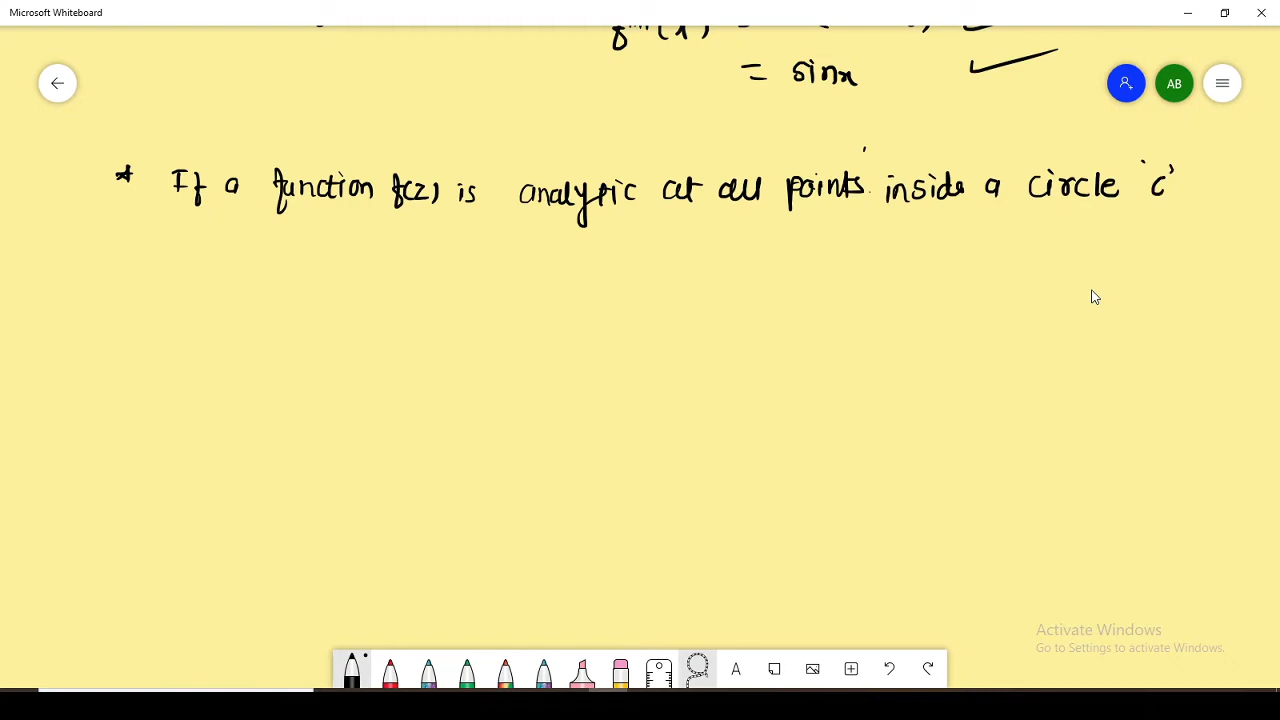 Microsoft Whiteboard
= sinx
AB
* If a function f(z) is analytic at all points inside a circle 'c'
Activate Windows
Go to Settings to activate Windows.
A